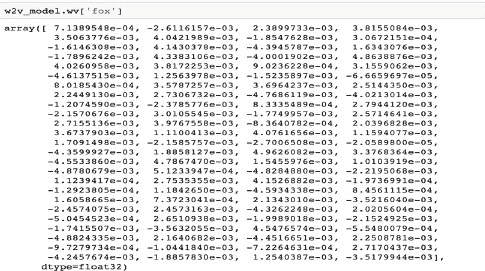 w2v_model.wv['fox']
array([ 7.1389548e-04, -2.6116157e-03, 2.3899733e-03, 3.8155084e-03,
3.5063776e-03, 4.0421989e-03, -1.8547628e-03, 3.0672151e-04,
-1.6146308e-03, 4.1430378e-03, -4.3945787e-03, 1.6343076e-03,
-1.7896242e-03, 4.3383106e-03, -4.0001902e-03, 4.8638876e-03,
4.0260958e-03, 3.8172253e-03, 9.0236228e-04, 3.1559062e-03,
-4.6137515e-03, 1.2563978e-03, -1.5235897e-03, -6.6659697e-05,
8.0185430e-04, 3.5787257e-03, 3.6964237e-03, 2.5144350e-03,
2.2449130e-03, 2.7306732e-03, -4.7686119e-03, -4.0213014e-03,
-1.2074590e-03, -2.3785776e-03, 8.3335489e-04, 2.7944120e-03,
-2.1570676e-03, 3.0105545e-03, -1.7749957e-03, 2.5714641e-03,
2.7155136e-03, 3.9767558e-03, -8.3640782e-04, 2.0396828e-03,
3.6737903e-03, 1.1100413e-03, 4.0761656e-03, 1.1594077e-03,
1.7091498e-03, -2.1585757e-03, -2.7006508e-03, -2.0589800e-05,
-4.3599927e-03, 1.8858127e-03, 4.9626082e-03, 3.3768364e-03,
-4.5533860e-03, 4.7867470e-03, 1.5455976e-03, 1.0103919e-03,
-4.8780679e-03, 5.1233947e-04, -4.8284880e-03, -2.2195068e-03,
1.1239417e-04, 2.7535355e-03, 4.1526882e-03, -1.9736991e-04,
-1.2923805e-04, 1.1842650e-03, -4.5934338e-03, 8.4561115e-04,
1.6058665e-03, 7.3723041e-04, 2.1343010e-03, -3.5216040e-03,
-2.4574075e-03, 2.4573163e-03, -4.3262248e-03, 2.0205604e-04,
-5.0454523e-04, 2.6510938e-03, -1.9989018e-03, -2.1524925e-03,
-1.7415507e-03, -3.5632055e-03, 4.5476574e-03, -5.5480079e-04,
-4.8824335e-03, 2.1640682e-03, -4.4516651e-03, 2.2508781e-03,
-9.7279734e-04, -1.0441840e-03, -7.2264631e-04, 2.7170437e-03,
-4.2457674e-03, -1.8857830e-03, 1.2540387e-03, -3.5179944e-03],
dtype=float32)